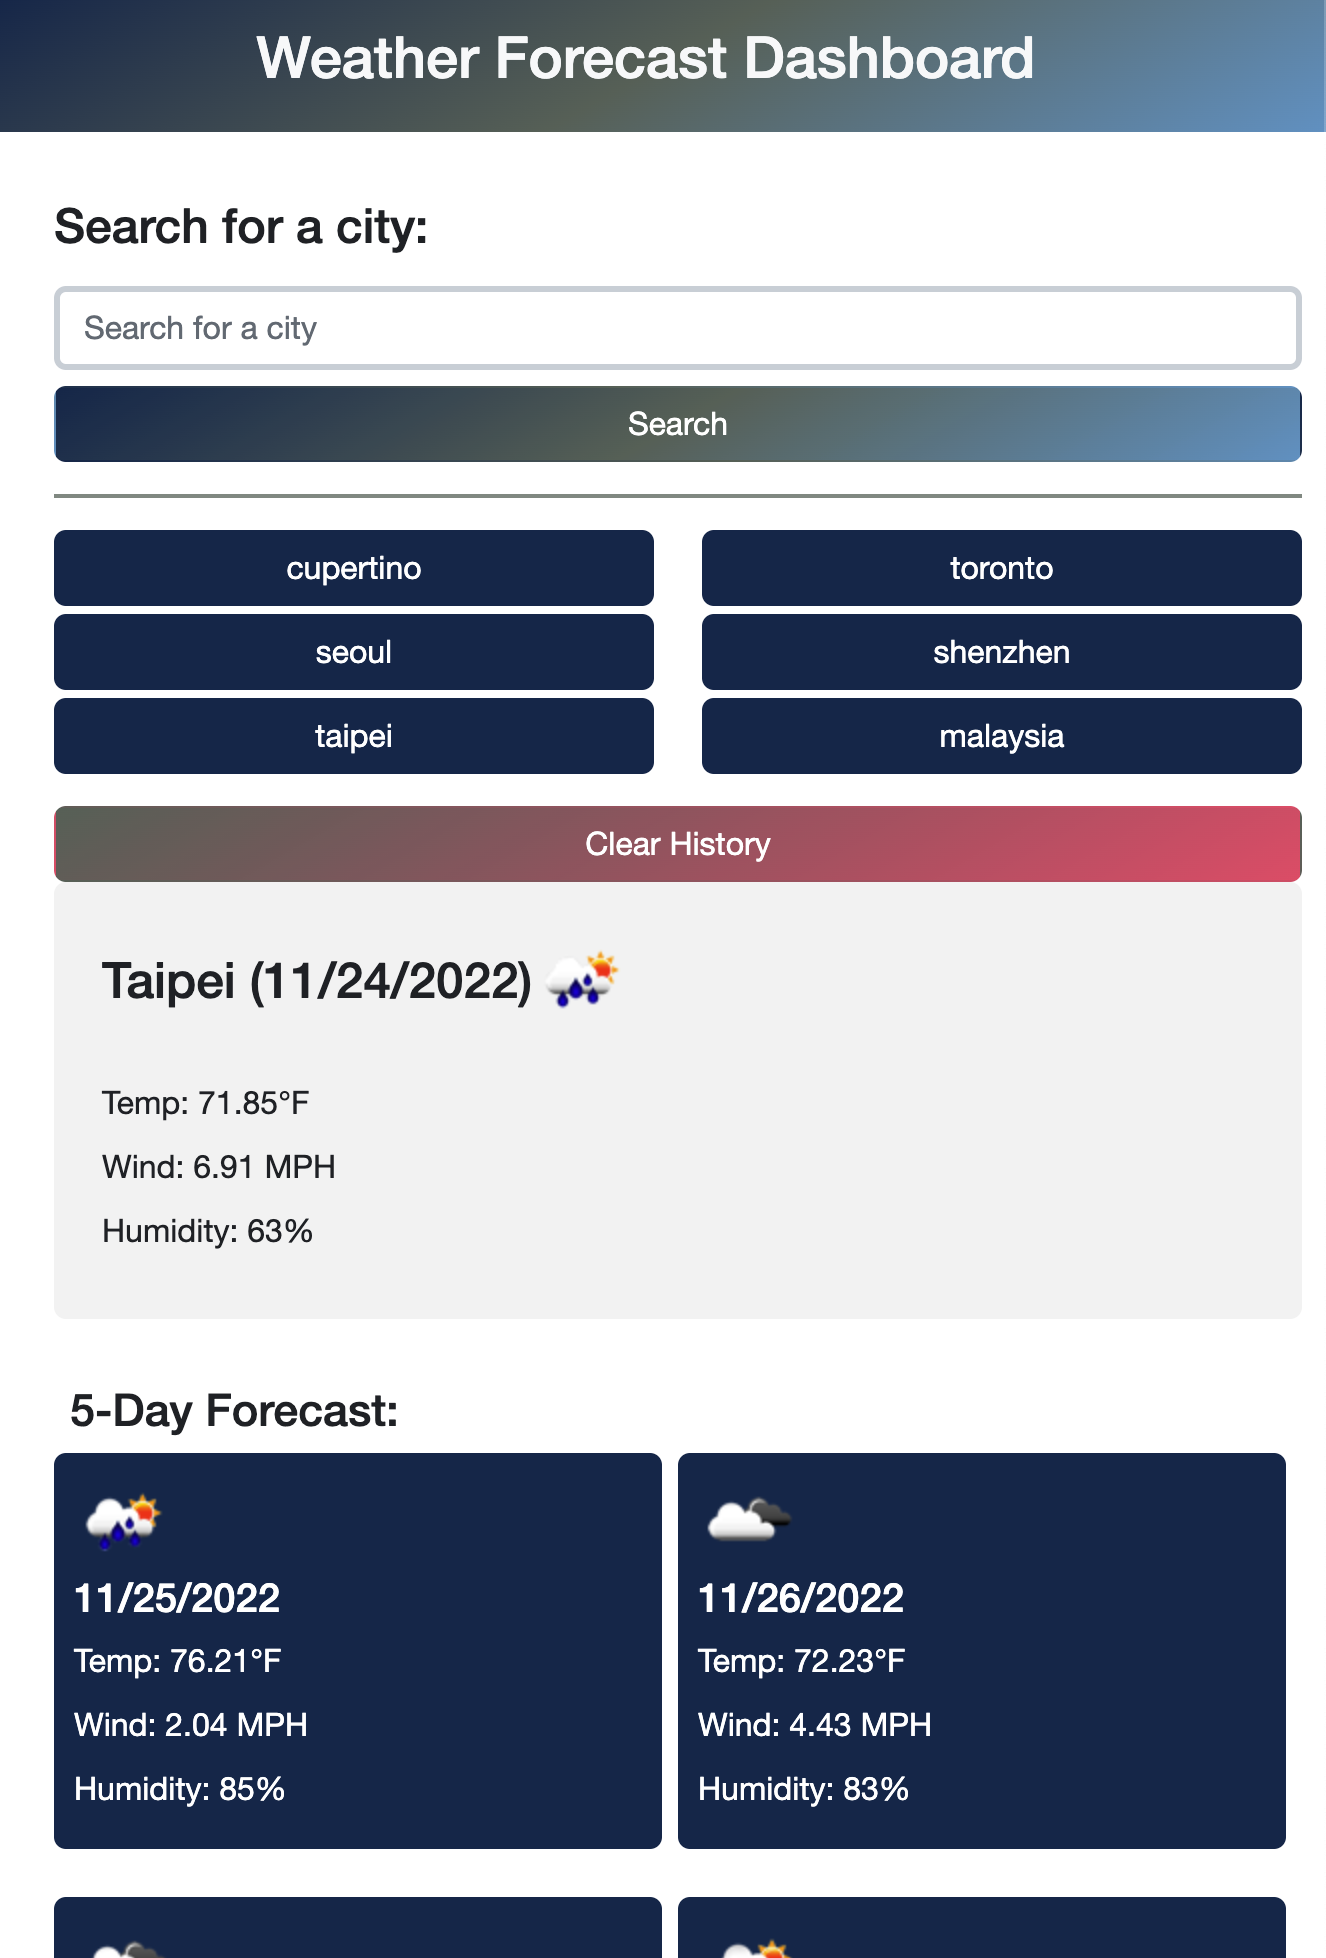 Weather Forecast Dashboard
Search for a city:
Search for a city
Search
cupertino
toronto
seoul
shenzhen
taipei
malaysia
Clear History
Taipei (11/24/2022)
Temp: 71.85°F
Wind: 6.91 MPH
Humidity: 63%
5-Day Forecast:
11/25/2022
Temp: 76.21°F
Wind: 2.04 MPH
Humidity: 85%
11/26/2022
Temp: 72.23°F
Wind: 4.43 MPH
Humidity: 83%